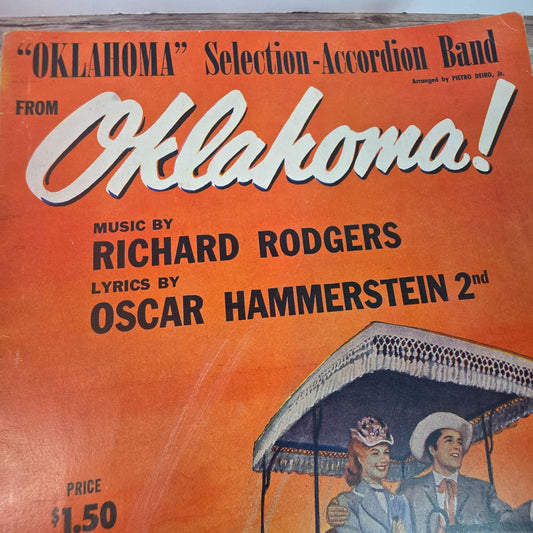 "OKLAHOMA" Selection-Accordion Band
Arranged by PIETRO DEIRO, Jr.
FROM
Oklahoma!
MUSIC BY
RICHARD RODGERS
LYRICS BY
OSCAR HAMMERSTEIN 2nd
PRICE
$1.50